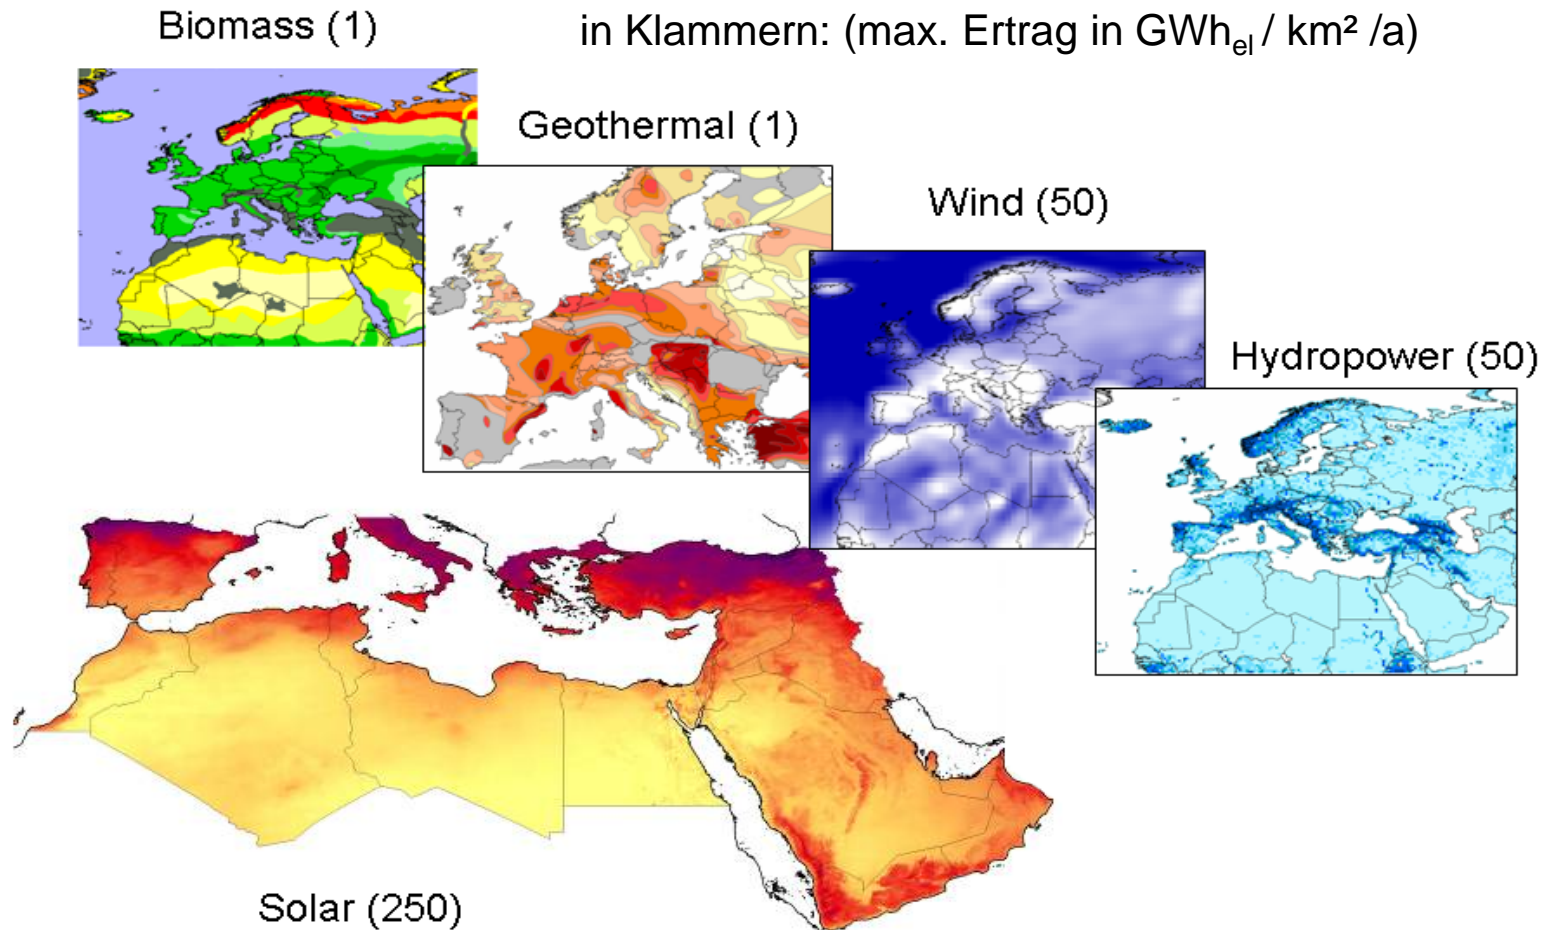 Biomass (1)
in Klammern: (max. Ertrag in GWhel / km² /a)
Geothermal (1)
Wind (50)
Hydropower (50)
Solar (250)